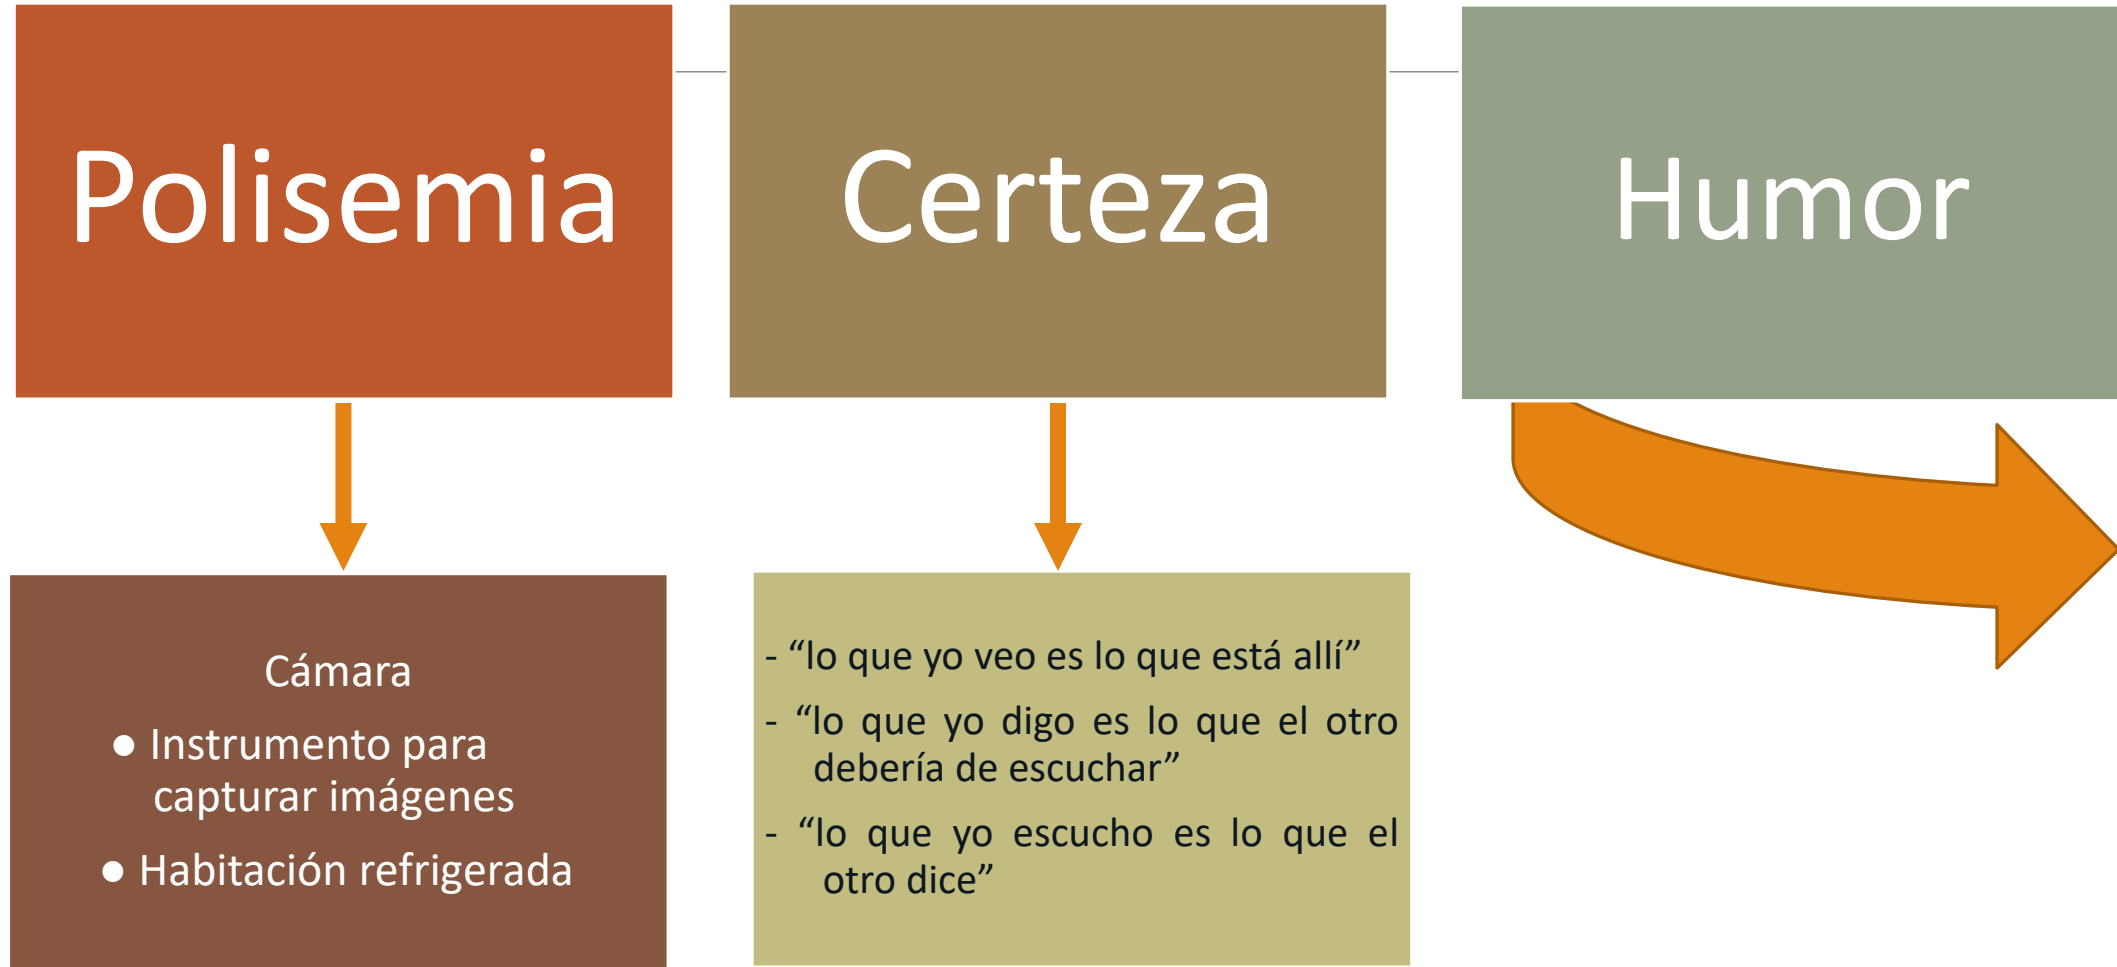 Polisemia
Certeza
Humor
Cámara
● Instrumento para
capturar imágenes
● Habitación refrigerada
- “lo que yo veo es lo que está allí”
- “lo que yo digo es lo que el otro
debería de escuchar”
- “lo que yo escucho es lo que el
otro dice”